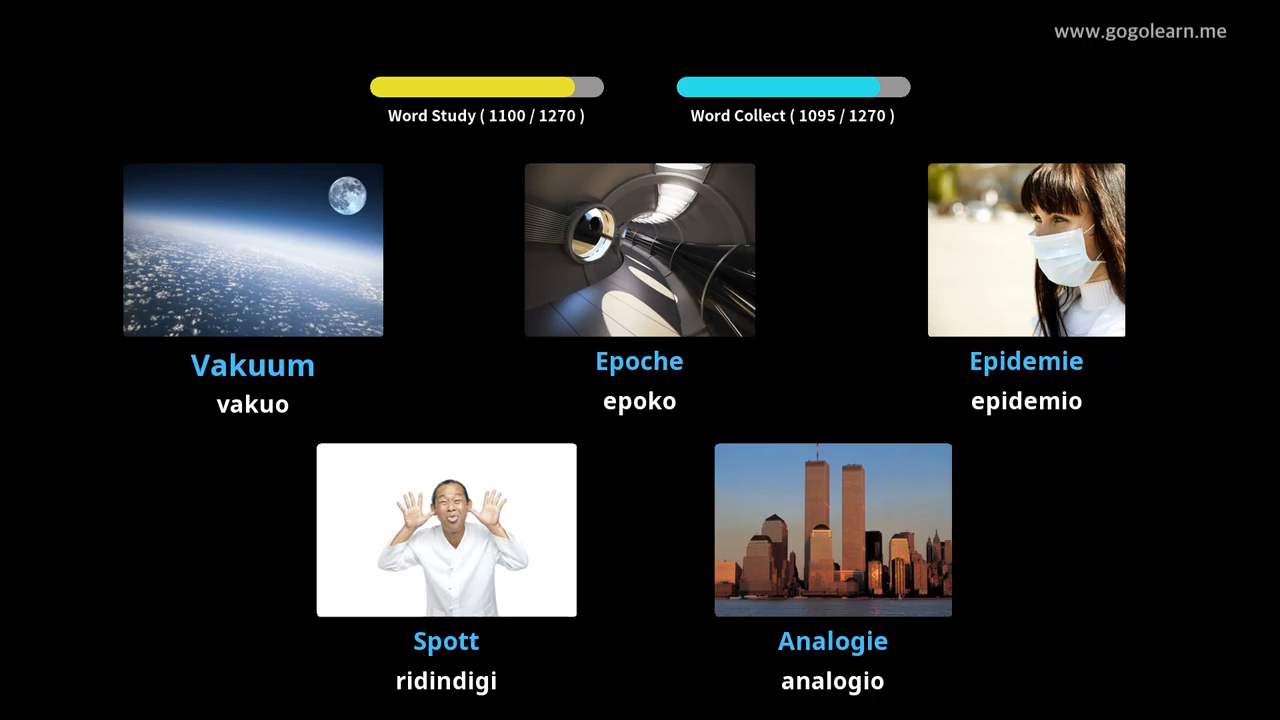 www.gogolearn.me
Word Study ( 1100 / 1270 )
Word Collect ( 1095 / 1270 )
Vakuum
vakuo
Epoche
epoko
Epidemie
epidemio
Spott
ridindigi
Analogie
analogio